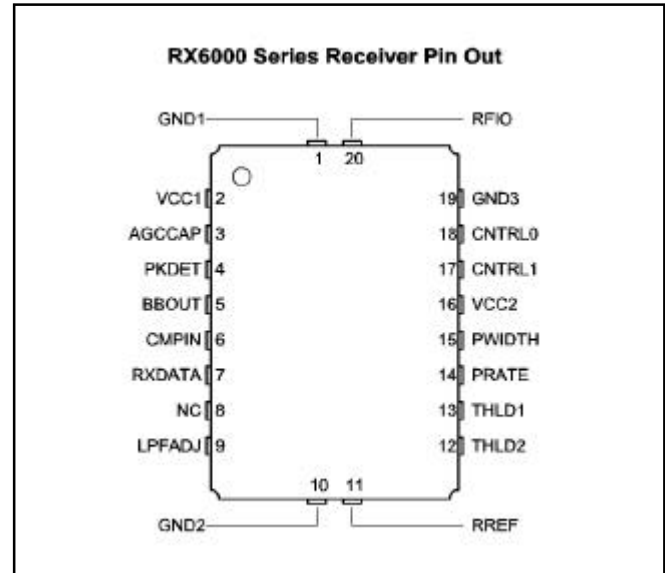 RX6000 Series Receiver Pin Out
GND1 RFIO
1 20
VCC1 2 19 GND3
AGCCAP 3 18 CNTRL0
PKDET 4 17 CNTRL1
BBOUT 5 16 VCC2
CMPIN 6 15 PWIDTH
RXDATA 7 14 PRATE
NC 8 13 THLD1
LPFADJ 9 12 THLD2
10 11
GND2 RREF